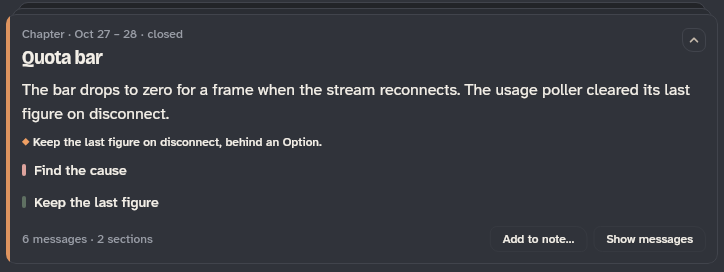 Chapter · Oct 27 – 28 · closed
Quota bar
The bar drops to zero for a frame when the stream reconnects. The usage poller cleared its last
figure on disconnect.
Keep the last figure on disconnect, behind an Option.
Find the cause
Keep the last figure
6 messages · 2 sections
Add to note...
Show messages